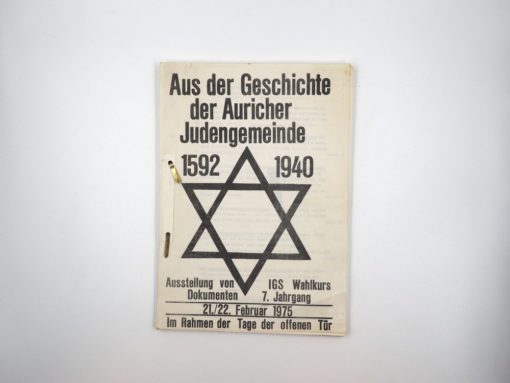 Aus der Geschichte
der Auricher
Judengemeinde
1592 1940
Ausstellung von IGS Wahlkurs
Dokumenten 7. Jahrgang
21./22. Februar 1975
Im Rahmen der Tage der offenen Tür